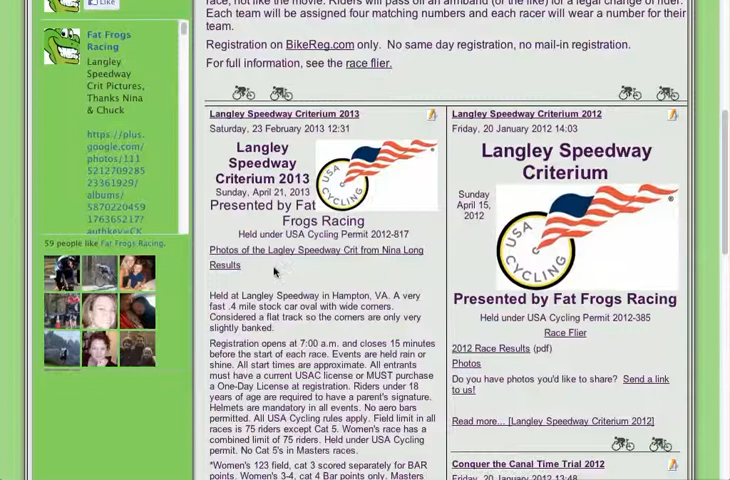 race, not like the movie. Riders will pass off an armband (or the like) for a legal change of rider.
Each team will be assigned four matching numbers and each racer will wear a number for their
team.
Registration on BikeReg.com only. No same day registration, no mail-in registration.
For full information, see the race flier.
Like
Fat Frogs
Racing
Langley
Speedway
Crit Pictures,
Thanks Nina
& Chuck
https://plus.
google.com/
photos/111
5212709285
23361929/
albums/
5870220459
176365217?
authkey=CK
59 people like Fat Frogs Racing.
Langley Speedway Criterium 2013
Saturday, 23 February 2013 12:31
Langley
Speedway
Criterium 2013
Sunday, April 21, 2013
Presented by Fat
Frogs Racing
USA
CYCLING
Held under USA Cycling Permit 2012-817
Photos of the Lagley Speedway Crit from Nina Long
Results
Held at Langley Speedway in Hampton, VA. A very
fast .4 mile stock car oval with wide corners.
Considered a flat track so the corners are only very
slightly banked.
Registration opens at 7:00 a.m. and closes 15 minutes
before the start of each race. Events are held rain or
shine. All start times are approximate. All entrants
must have a current USAC license or MUST purchase
a One-Day License at registration. Riders under 18
years of age are required to have a parent's signature.
Helmets are mandatory in all events. No aero bars
permitted. All USA Cycling rules apply. Field limit in all
races is 75 riders except Cat 5. Women's race has a
combined limit of 75 riders. Held under USA Cycling
permit. No Cat 5's in Masters races.
*Women's 123 field, cat 3 scored separately for BAR
points. Women's 3-4, cat 4 Bar points only. Masters
Langley Speedway Criterium 2012
Friday, 20 January 2012 14:03
Langley Speedway
Criterium
Sunday
April 15,
2012
USA
CYCLING
®
Presented by Fat Frogs Racing
Held under USA Cycling Permit 2012-385
Race Flier
2012 Race Results (pdf)
Photos
Do you have photos you'd like to share? Send a link
to us!
Read more... [Langley Speedway Criterium 2012]
Conquer the Canal Time Trial 2012
Friday, 20 January 2012 13:48